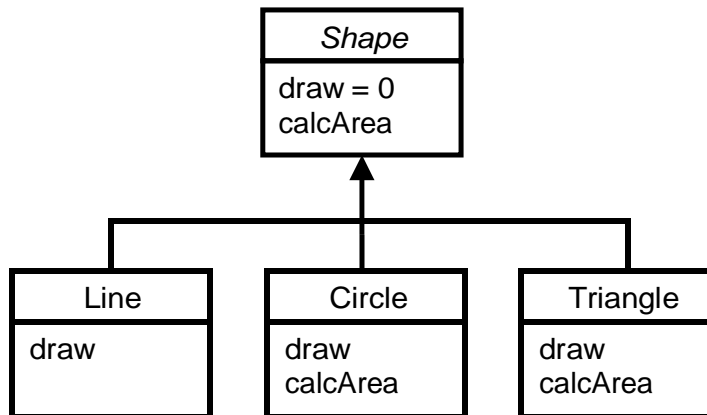 Shape
draw = 0
calcArea
Line
draw
Circle
draw
calcArea
Triangle
draw
calcArea